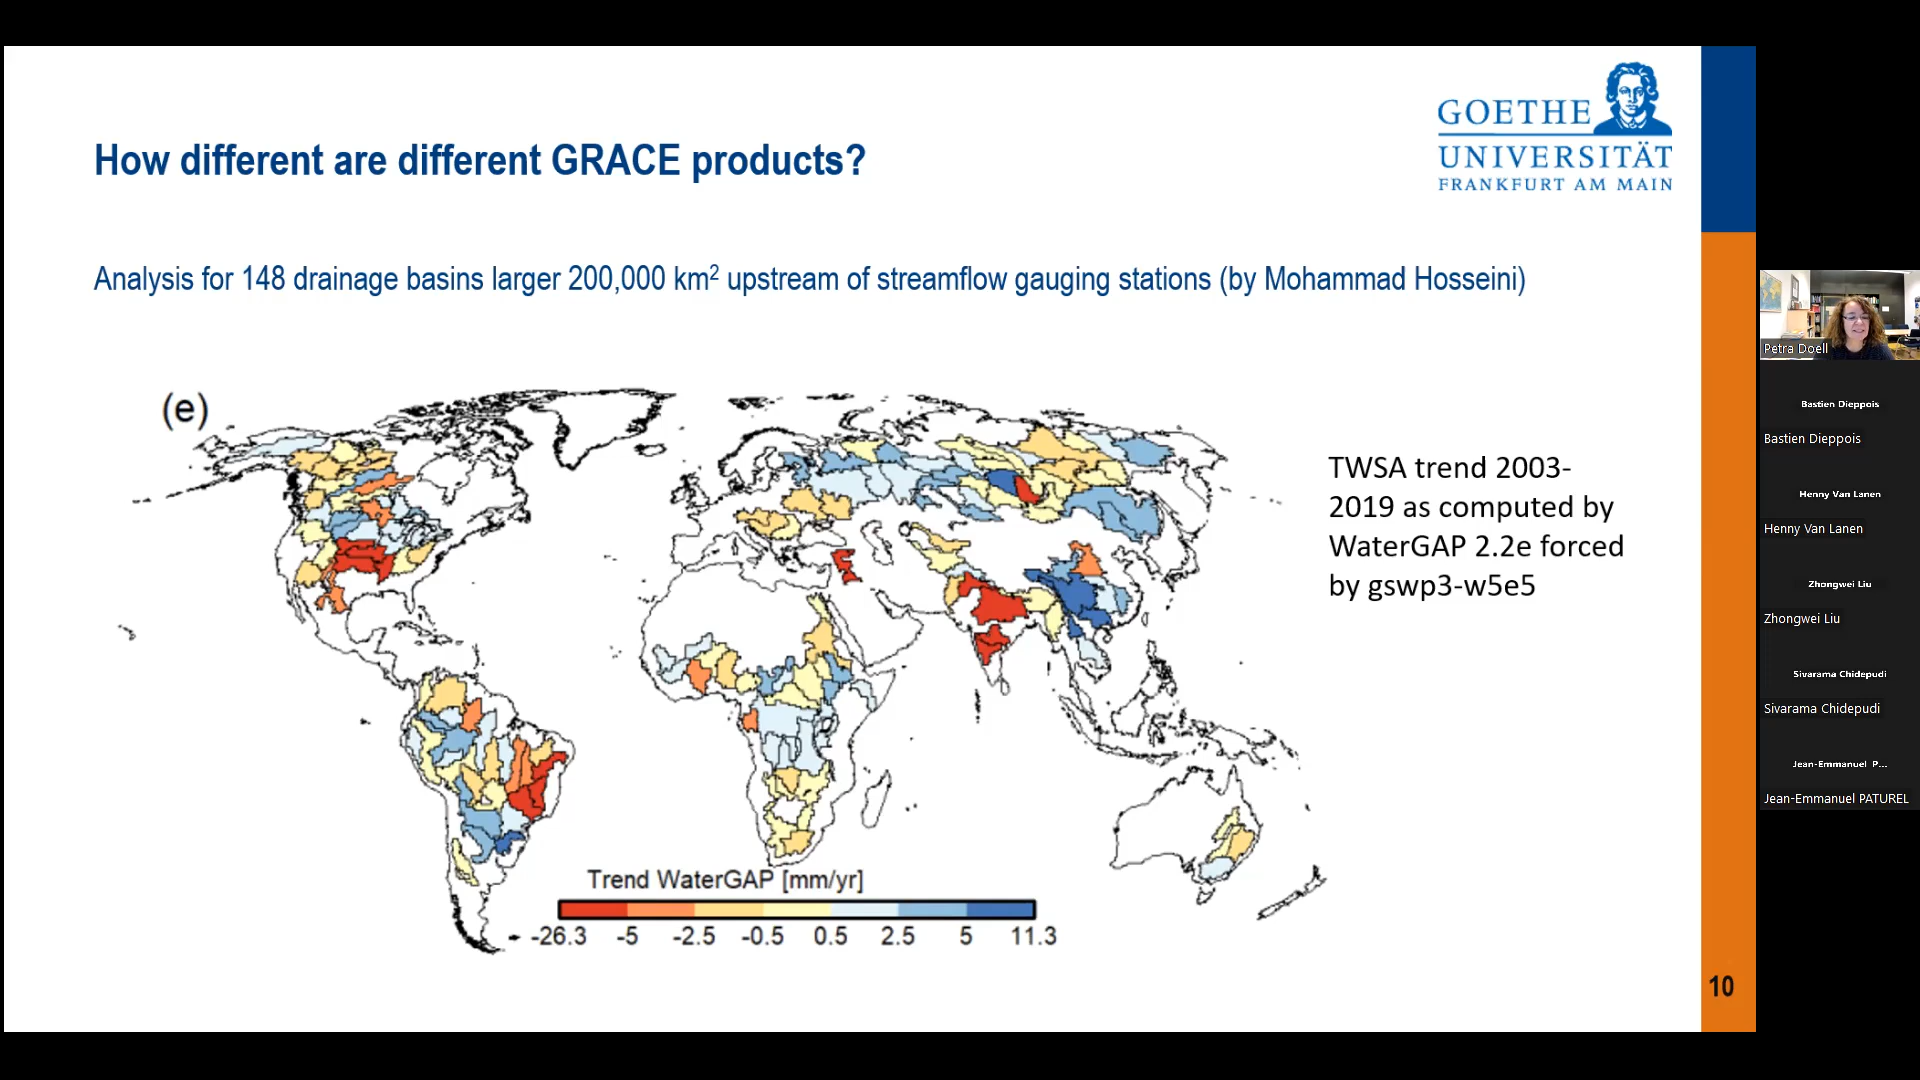 GOETHE
UNIVERSITÄT
FRANKFURT AM MAIN
How different are different GRACE products?
Analysis for 148 drainage basins larger 200,000 km² upstream of streamflow gauging stations (by Mohammad Hosseini)
(e)
TWSA trend 2003-
2019 as computed by
WaterGAP 2.2e forced
by gswp3-w5e5
Trend WaterGAP [mm/yr]
-26.3 -5 -2.5 -0.5 0.5 2.5 5 11.3
10
Petra Doell
Bastien Dieppois
Bastien Dieppois
Henny Van Lanen
Henny Van Lanen
Zhongwei Liu
Zhongwei Liu
Sivarama Chidepudi
Sivarama Chidepudi
Jean-Emmanuel P...
Jean-Emmanuel PATUREL